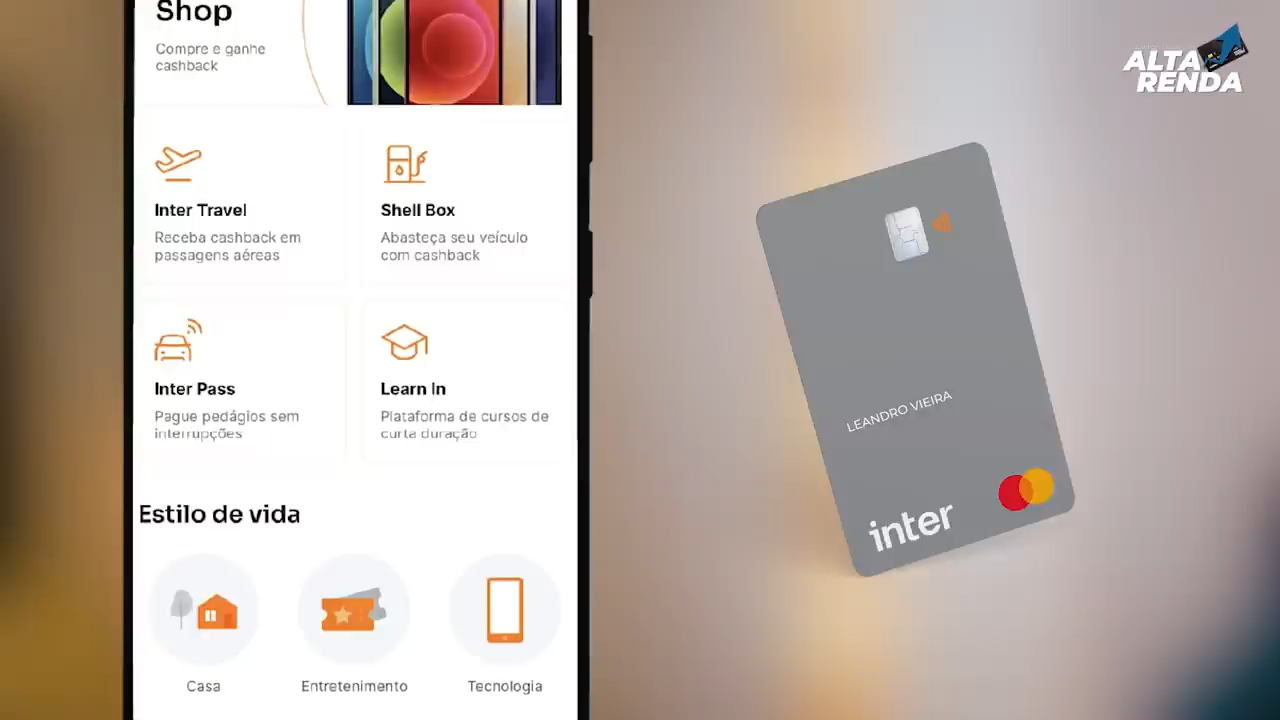 Shop
Compre e ganhe
cashback
Inter Travel
Receba cashback em
passagens aéreas
Shell Box
Abasteça seu veículo
com cashback
Inter Pass
Pague pedágios sem
interrupções
Learn In
Plataforma de cursos de
curta duração
Estilo de vida
Casa
Entretenimento
Tecnologia
ALTA
RENDA
LEANDRO VIEIRA
inter